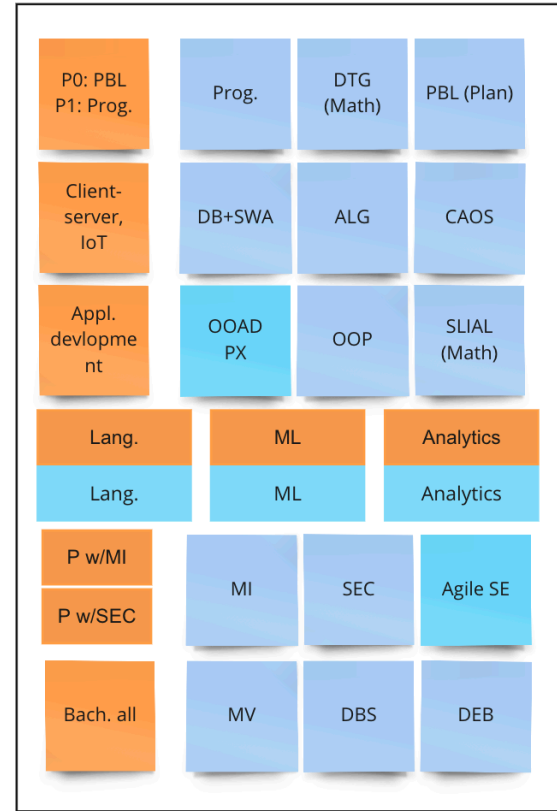 P0: PBL
P1: Prog.
Prog.
DTG
(Math)
PBL (Plan)
Client-
server,
IoT
DB+SWA
ALG
CAOS
Appl.
devlopme
nt
OOAD
PX
OOP
SLIAL
(Math)
Lang.
ML
Analytics
Lang.
ML
Analytics
P w/MI
P w/SEC
MI
SEC
Agile SE
Bach. all
MV
DBS
DEB